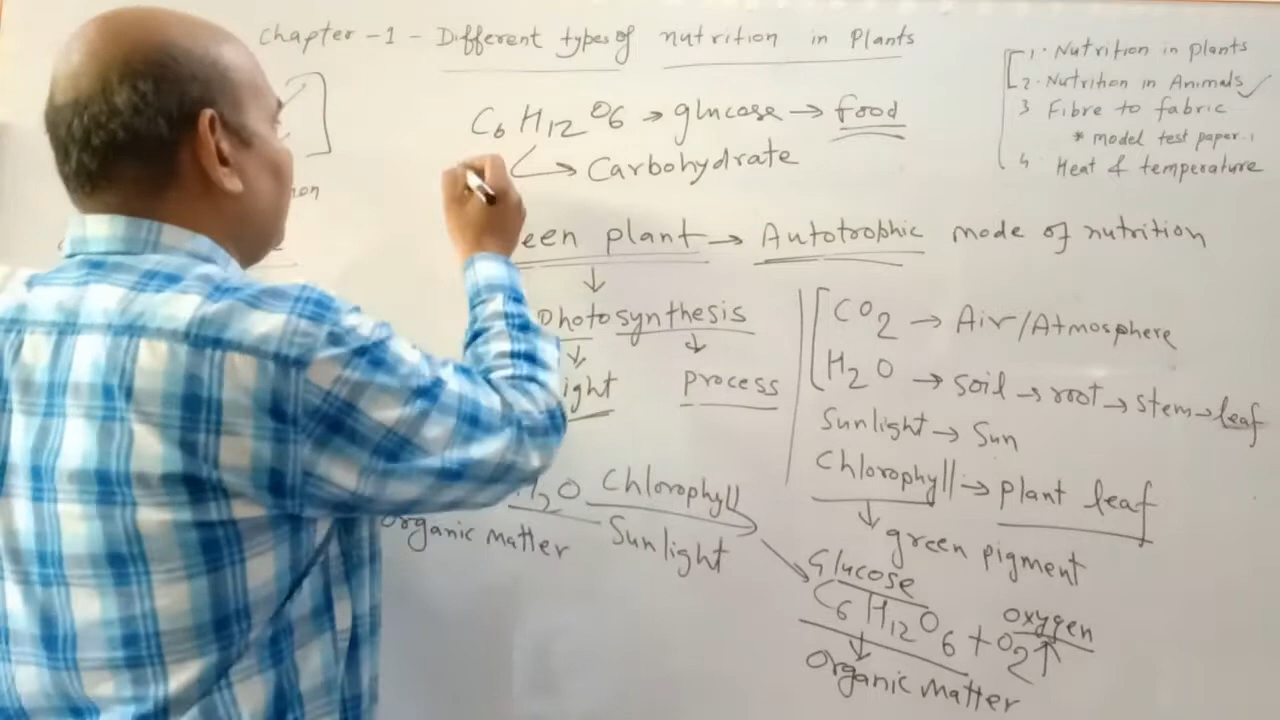 Chapter - 1 - Different types of nutrition in Plants
1. Nutrition in plants
2. Nutrition in Animals ✓
3 Fibre to fabric
* model test paper. 1
4 Heat & temperature
C6 H12 O6 → glucose → food
→ Carbohydrate
een plant → Autotrophic mode of nutrition
hotosynthesis
ight process
CO2 → Air/Atmosphere
H2O → soil → root → stem → leaf
Sunlight → Sun
Chlorophyll → plant leaf
green pigment
H2O Chlorophyll
Sunlight
organic matter
Glucose
C6 H12 O6 + O2 ↑
oxygen
organic matter